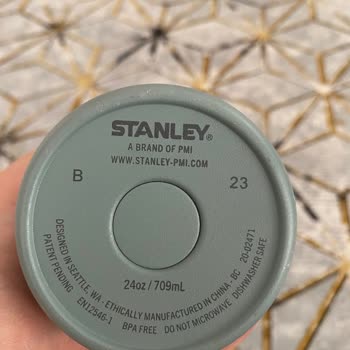 STANLEY®
A BRAND OF PMI
WWW.STANLEY-PMI.COM
B
23
24oz / 709mL
DESIGNED IN SEATTLE, WA · ETHICALLY MANUFACTURED IN CHINA · BC 20-02471
PATENT PENDING
EN12546-1 BPA FREE DO NOT MICROWAVE DISHWASHER SAFE